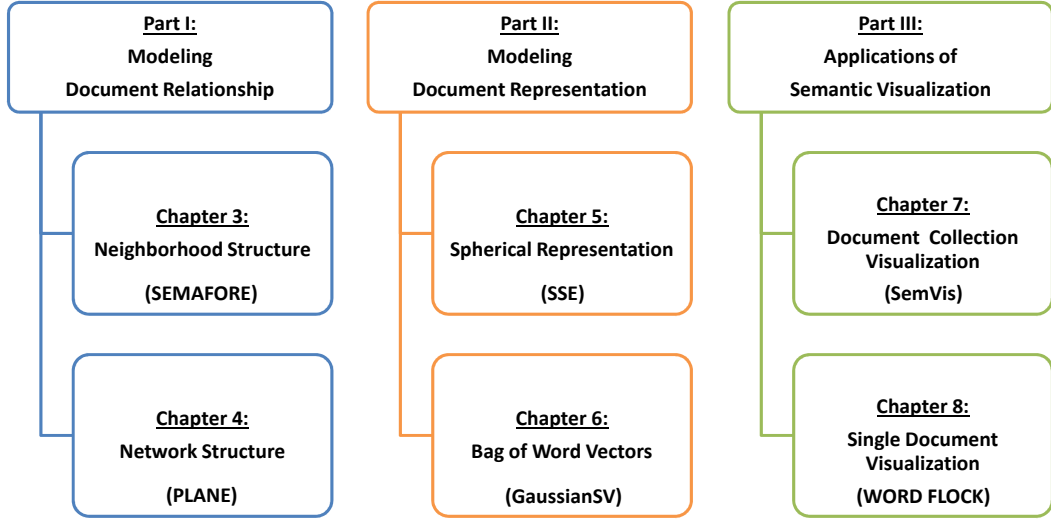 Part I:
Modeling
Document Relationship
Chapter 3:
Neighborhood Structure
(SEMAFORE)
Chapter 4:
Network Structure
(PLANE)
Part II:
Modeling
Document Representation
Chapter 5:
Spherical Representation
(SSE)
Chapter 6:
Bag of Word Vectors
(GaussianSV)
Part III:
Applications of
Semantic Visualization
Chapter 7:
Document Collection
Visualization
(SemVis)
Chapter 8:
Single Document
Visualization
(WORD FLOCK)